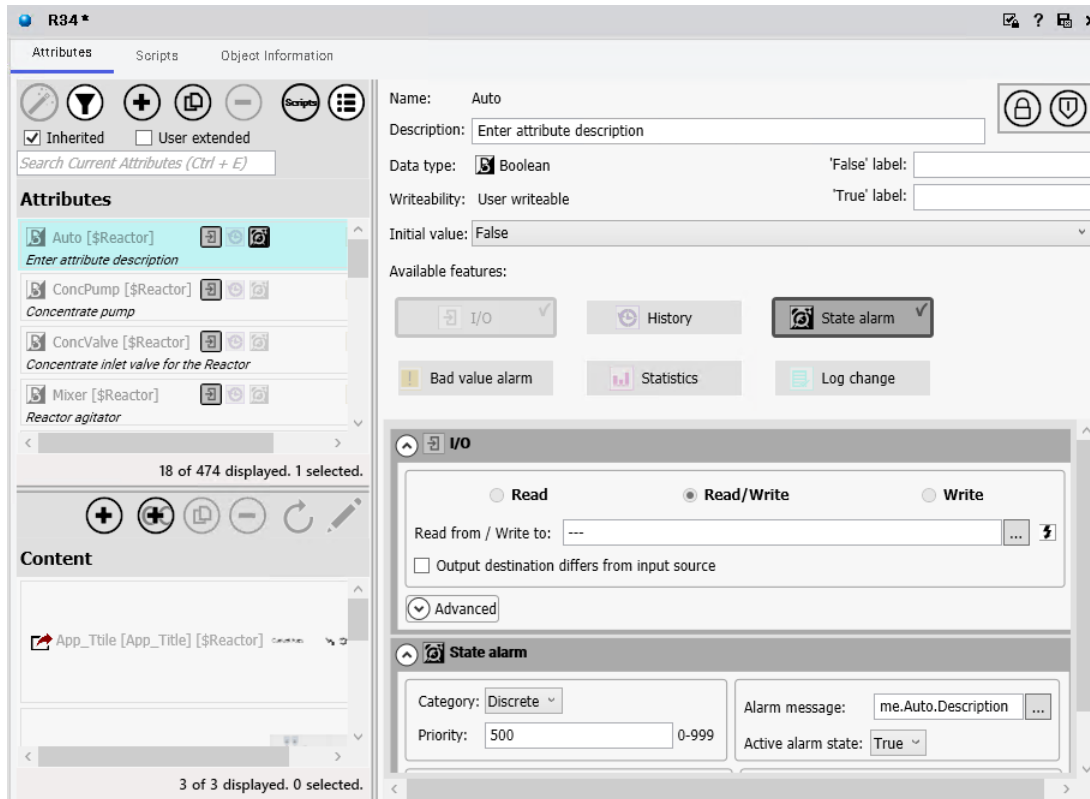 R34*
Attributes
Scripts
Object Information
Scripts
Inherited
User extended
Search Current Attributes (Ctrl + E)
Attributes
Auto [$Reactor]
Enter attribute description
ConcPump [$Reactor]
Concentrate pump
ConcValve [$Reactor]
Concentrate inlet valve for the Reactor
Mixer [$Reactor]
Reactor agitator
18 of 474 displayed. 1 selected.
Content
App_Ttile [App_Title] [$Reactor]
3 of 3 displayed. 0 selected.
Name: Auto
Description: Enter attribute description
Data type: Boolean
'False' label:
Writeability: User writeable
'True' label:
Initial value: False
Available features:
I/O
History
State alarm
Bad value alarm
Statistics
Log change
I/O
Read
Read/Write
Write
Read from / Write to: ---
...
Output destination differs from input source
Advanced
State alarm
Category: Discrete
Priority: 500 0-999
Alarm message: me.Auto.Description ...
Active alarm state: True